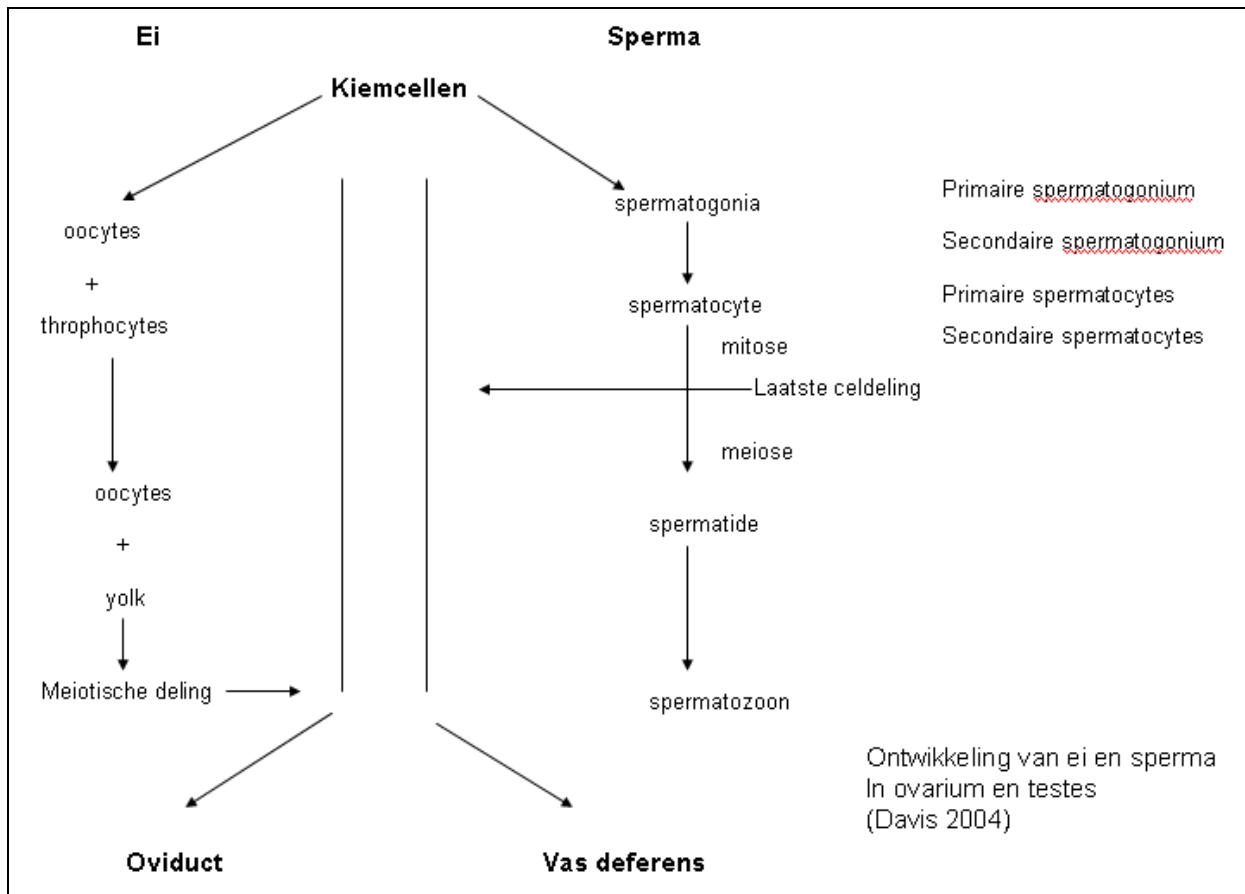 Ei
Sperma
Kiemcellen
oocytes
+
throphocytes
oocytes
+
yolk
Meiotische deling
spermatogonia
spermatocyte
mitose
Laatste celdeling
meiose
spermatide
spermatozoon
Primaire spermatogonium
Secondaire spermatogonium
Primaire spermatocytes
Secondaire spermatocytes
Ontwikkeling van ei en sperma
In ovarium en testes
(Davis 2004)
Oviduct
Vas deferens